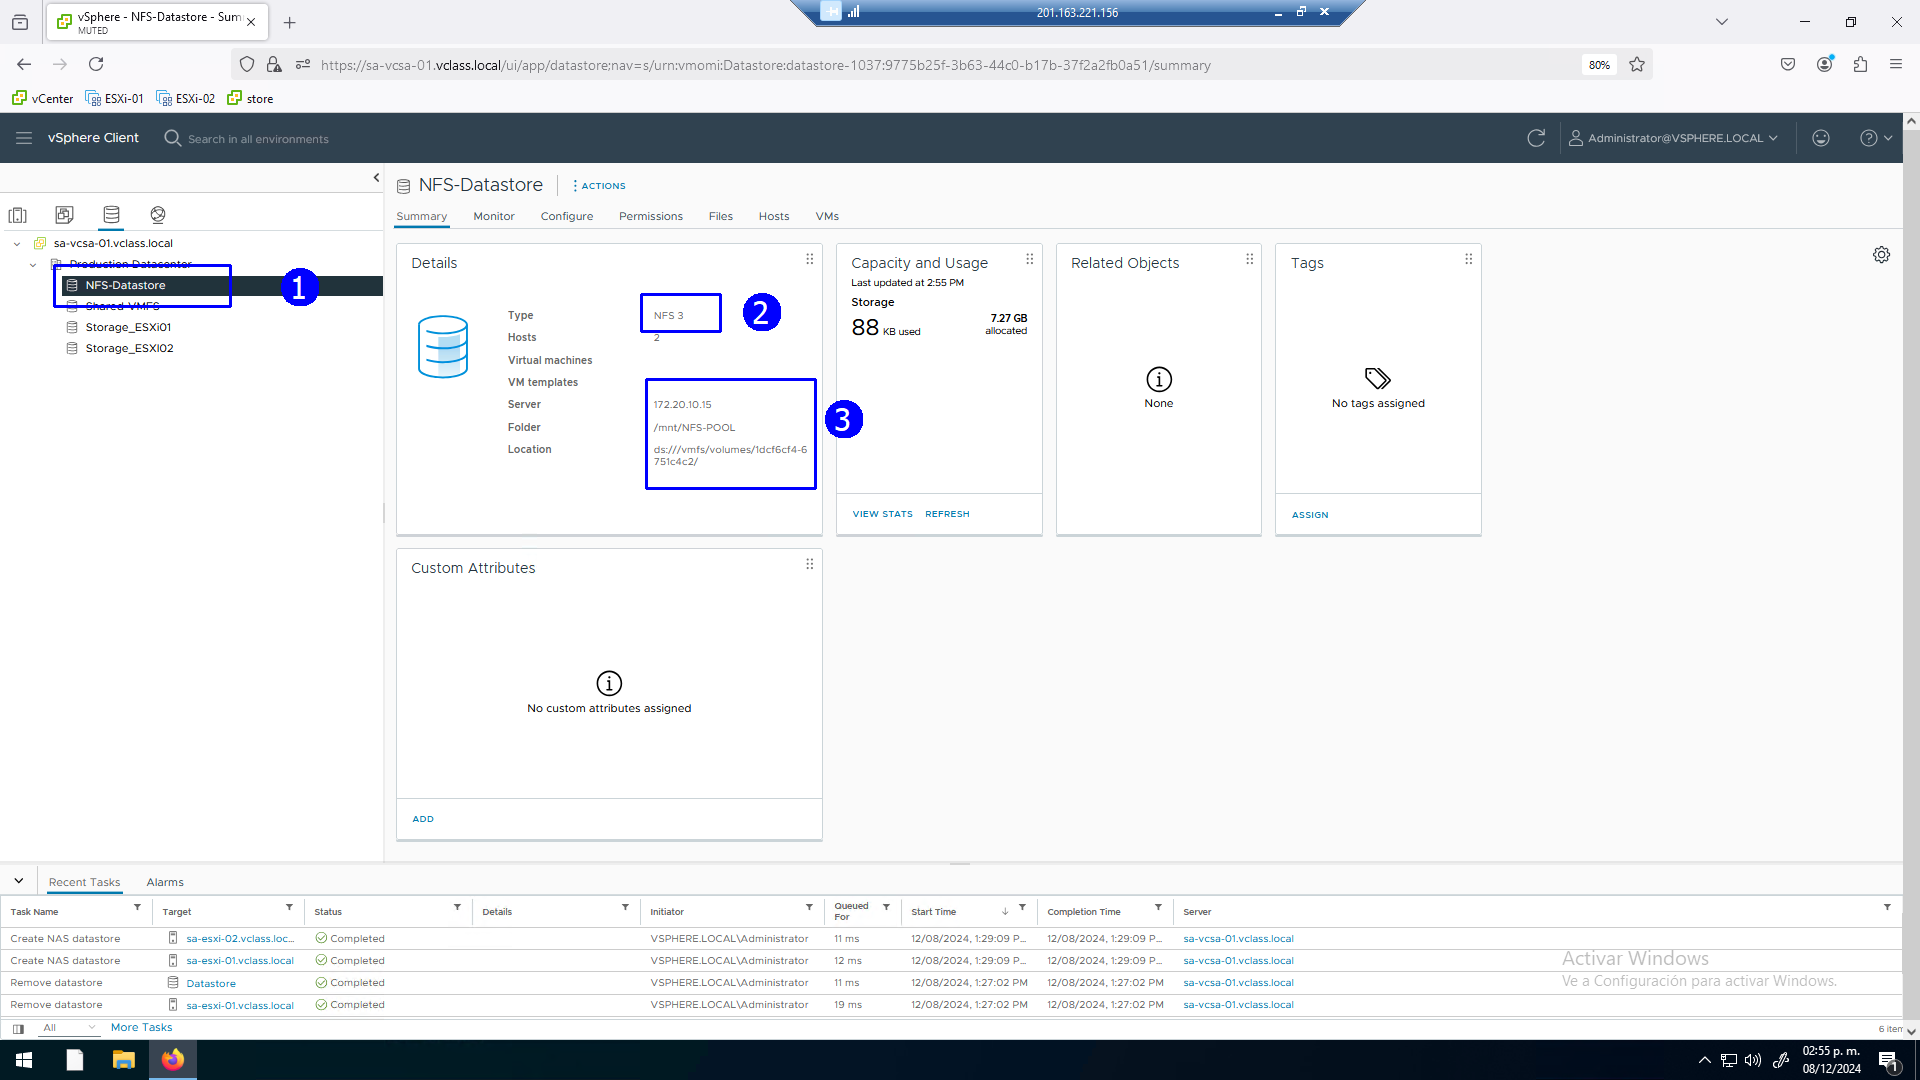 vSphere - NFS-Datastore - Sum
MUTED
201.163.221.156
https://sa-vcsa-01.vclass.local/ui/app/datastore;nav=s/urn:vmomi:Datastore:datastore-1037:9775b25f-3b63-44c0-b17b-37f2a2fb0a51/summary
80%
vCenter ESXi-01 ESXi-02 store
vSphere Client
Search in all environments
Administrator@VSPHERE.LOCAL
NFS-Datastore
ACTIONS
Summary Monitor Configure Permissions Files Hosts VMs
sa-vcsa-01.vclass.local
Production Datacenter
NFS-Datastore
1
Shared-VMFS
Storage_ESXi01
Storage_ESXI02
Details
Type NFS 3
2
Hosts 2
Virtual machines
VM templates
Server 172.20.10.15
Folder /mnt/NFS-POOL
Location ds:///vmfs/volumes/1dcf6cf4-6
751c4c2/
3
Capacity and Usage
Last updated at 2:55 PM
Storage
88 KB used
7.27 GB
allocated
VIEW STATS REFRESH
Related Objects
None
Tags
No tags assigned
ASSIGN
Custom Attributes
No custom attributes assigned
ADD
Recent Tasks Alarms
Task Name Target Status Details Initiator Queued For Start Time Completion Time Server
Create NAS datastore sa-esxi-02.vclass.loc... Completed VSPHERE.LOCAL\Administrator 11 ms 12/08/2024, 1:29:09 P... 12/08/2024, 1:29:09 P... sa-vcsa-01.vclass.local
Create NAS datastore sa-esxi-01.vclass.local Completed VSPHERE.LOCAL\Administrator 12 ms 12/08/2024, 1:29:09 P... 12/08/2024, 1:29:09 P... sa-vcsa-01.vclass.local
Remove datastore Datastore Completed VSPHERE.LOCAL\Administrator 11 ms 12/08/2024, 1:27:02 PM 12/08/2024, 1:27:02 PM sa-vcsa-01.vclass.local
Remove datastore sa-esxi-01.vclass.local Completed VSPHERE.LOCAL\Administrator 19 ms 12/08/2024, 1:27:02 PM 12/08/2024, 1:27:02 PM sa-vcsa-01.vclass.local
Activar Windows
Ve a Configuración para activar Windows.
All More Tasks
6 item
02:55 p. m.
08/12/2024
1